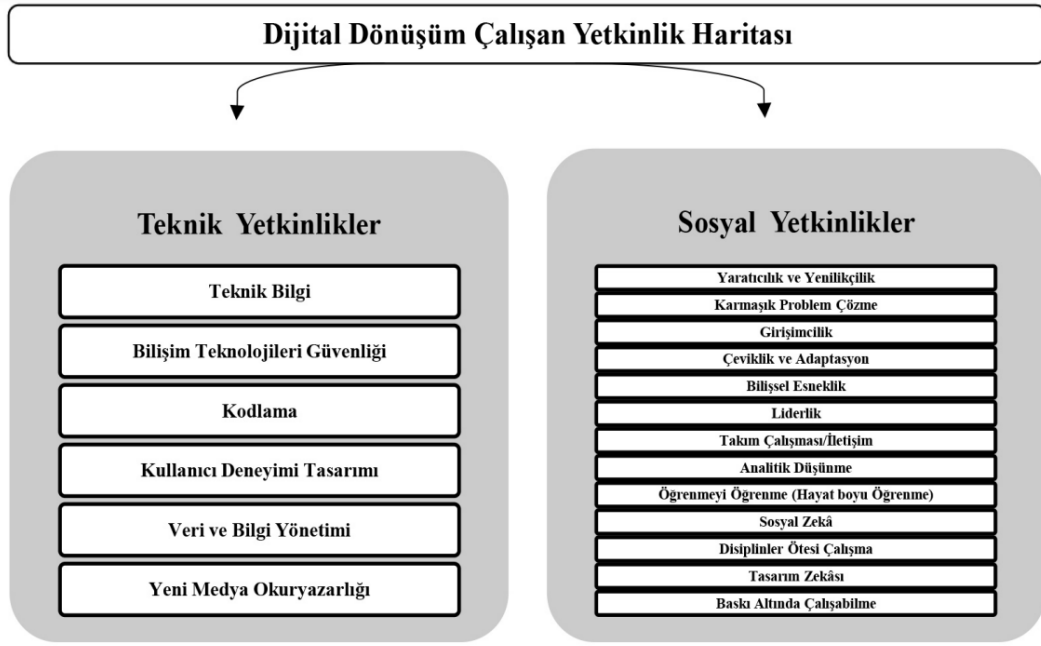 Dijital Dönüşüm Çalışan Yetkinlik Haritası
Teknik Yetkinlikler
Teknik Bilgi
Bilişim Teknolojileri Güvenliği
Kodlama
Kullanıcı Deneyimi Tasarımı
Veri ve Bilgi Yönetimi
Yeni Medya Okuryazarlığı
Sosyal Yetkinlikler
Yaratıcılık ve Yenilikçilik
Karmaşık Problem Çözme
Girişimcilik
Çeviklik ve Adaptasyon
Bilişsel Esneklik
Liderlik
Takım Çalışması/İletişim
Analitik Düşünme
Öğrenmeyi Öğrenme (Hayat boyu Öğrenme)
Sosyal Zekâ
Disiplinler Ötesi Çalışma
Tasarım Zekâsı
Baskı Altında Çalışabilme